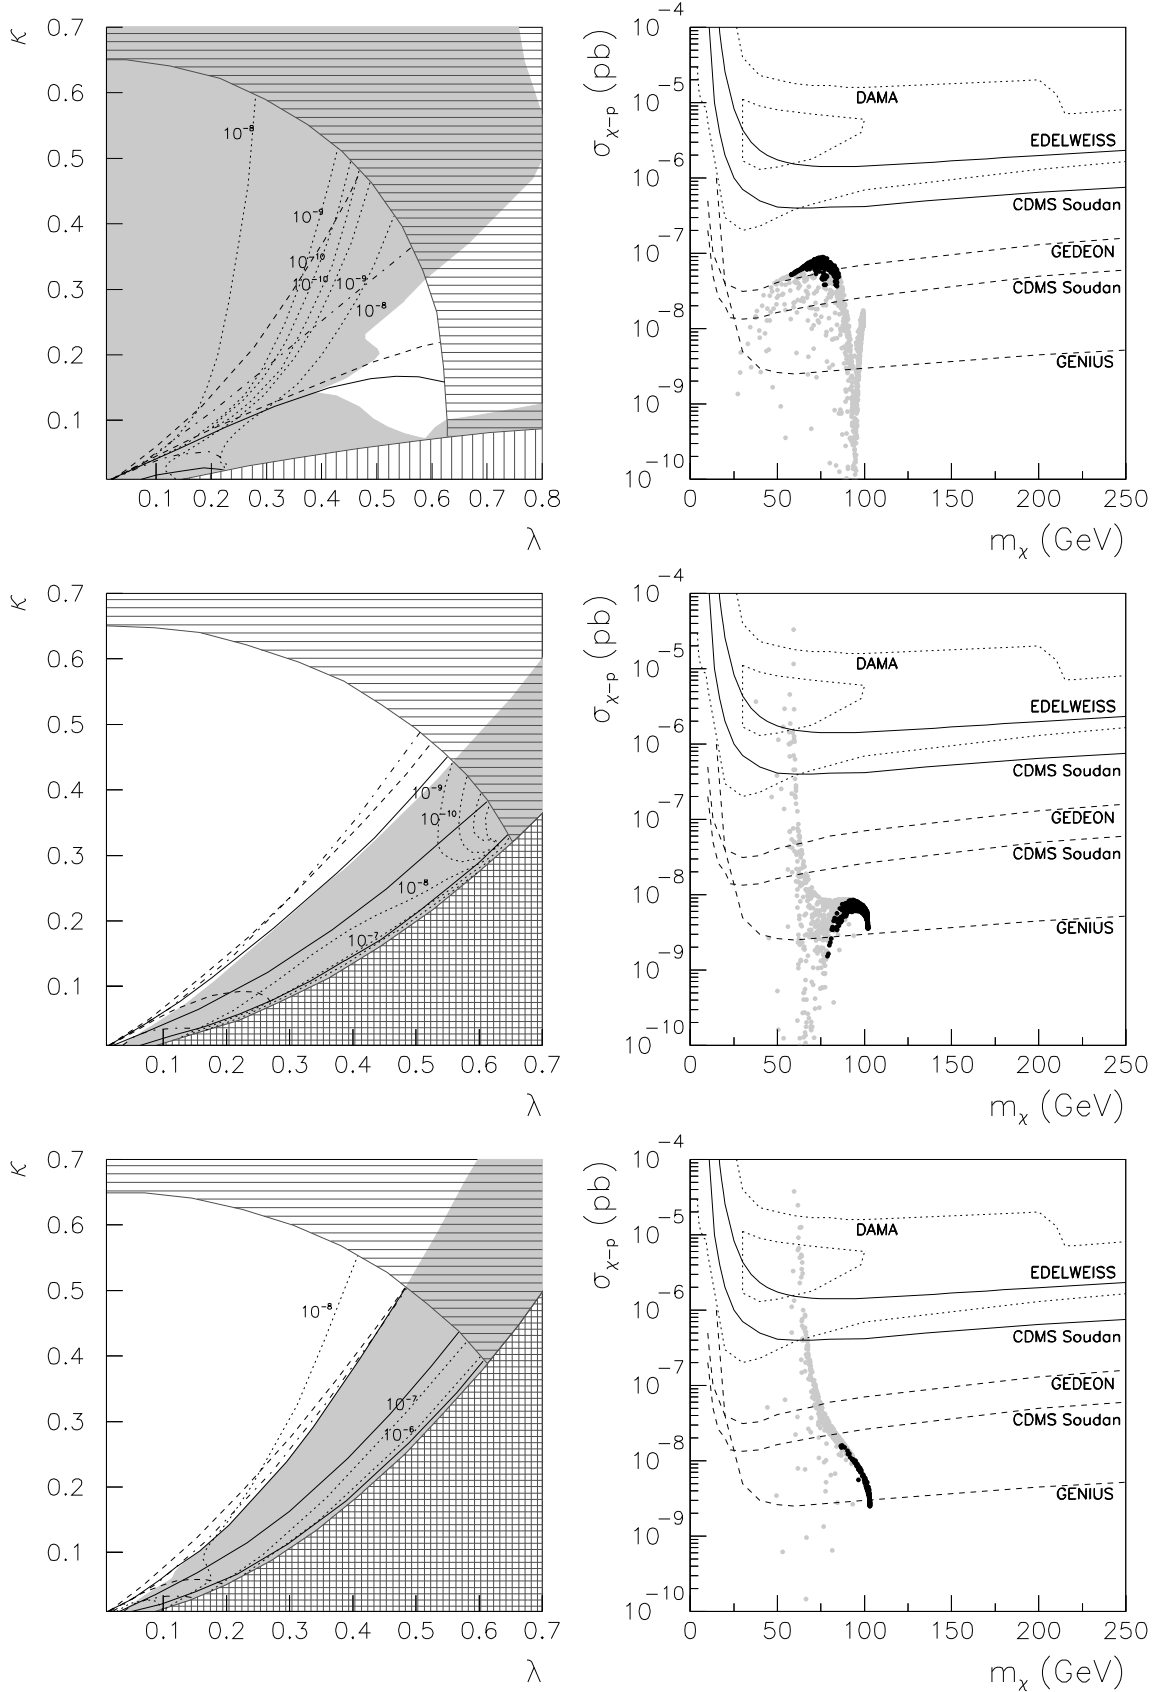 κ
0.7
0.6
0.5
0.4
0.3
0.2
0.1
10⁻⁸
10⁻⁹
10⁻¹⁰
10⁻¹⁰
10⁻⁹
10⁻⁸
0.1 0.2 0.3 0.4 0.5 0.6 0.7 0.8
λ
σχ₋p (pb)
10⁻⁴
10⁻⁵
10⁻⁶
10⁻⁷
10⁻⁸
10⁻⁹
10⁻¹⁰
DAMA
EDELWEISS
CDMS Soudan
GEDEON
CDMS Soudan
GENIUS
0 50 100 150 200 250
mχ (GeV)
κ
0.7
0.6
0.5
0.4
0.3
0.2
0.1
10⁻⁹
10⁻¹⁰
10⁻⁸
10⁻⁷
0.1 0.2 0.3 0.4 0.5 0.6 0.7
λ
σχ₋p (pb)
10⁻⁴
10⁻⁵
10⁻⁶
10⁻⁷
10⁻⁸
10⁻⁹
10⁻¹⁰
DAMA
EDELWEISS
CDMS Soudan
GEDEON
CDMS Soudan
GENIUS
0 50 100 150 200 250
mχ (GeV)
κ
0.7
0.6
0.5
0.4
0.3
0.2
0.1
10⁻⁸
10⁻⁷
10⁻⁶
0.1 0.2 0.3 0.4 0.5 0.6 0.7
λ
σχ₋p (pb)
10⁻⁴
10⁻⁵
10⁻⁶
10⁻⁷
10⁻⁸
10⁻⁹
10⁻¹⁰
DAMA
EDELWEISS
CDMS Soudan
GEDEON
CDMS Soudan
GENIUS
0 50 100 150 200 250
mχ (GeV)